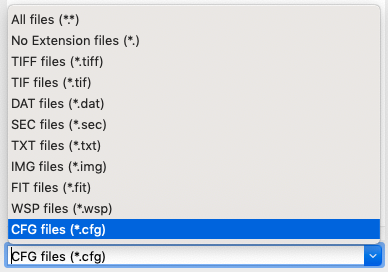 All files (*.*)
No Extension files (*.)
TIFF files (*.tiff)
TIF files (*.tif)
DAT files (*.dat)
SEC files (*.sec)
TXT files (*.txt)
IMG files (*.img)
FIT files (*.fit)
WSP files (*.wsp)
CFG files (*.cfg)
CFG files (*.cfg)